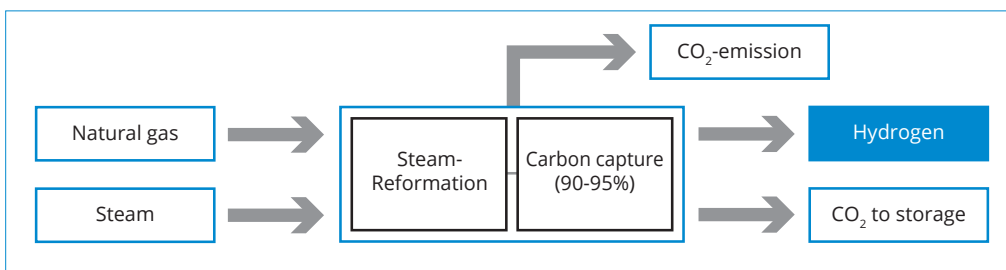 CO₂-emission
Natural gas
Steam-
Reformation
Carbon capture
(90-95%)
Hydrogen
Steam
CO₂ to storage